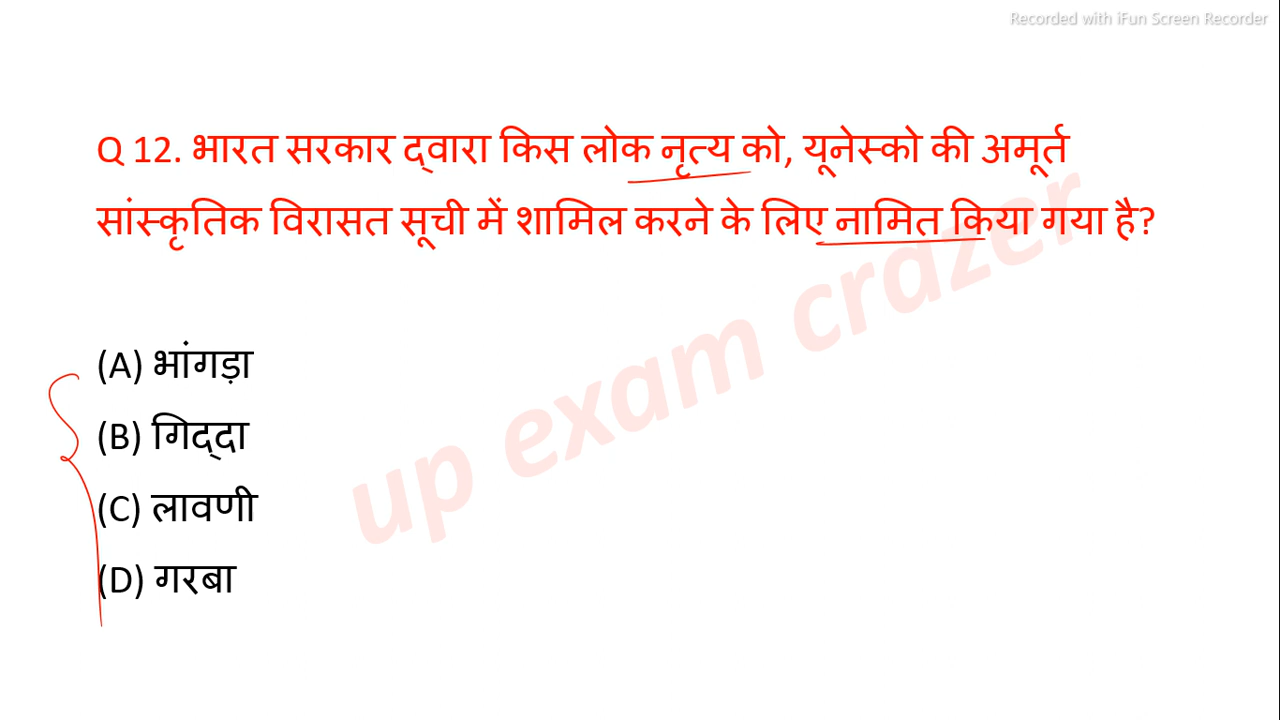 Recorded with iFun Screen Recorder
Q 12. भारत सरकार द्वारा किस लोक नृत्य को, यूनेस्को की अमूर्त
सांस्कृतिक विरासत सूची में शामिल करने के लिए नामित किया गया है?
up exam crazer
(A) भांगड़ा
(B) गिद्दा
(C) लावणी
(D) गरबा